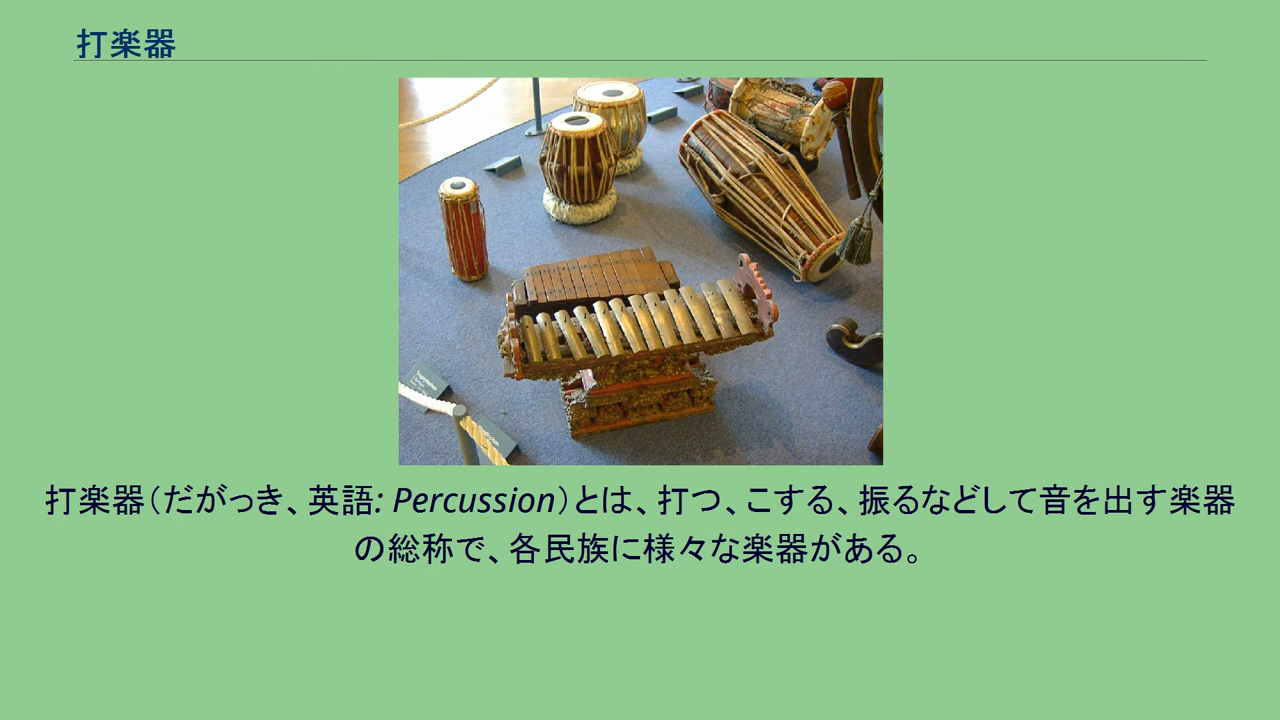 打楽器
打楽器(だがっき、英語: Percussion)とは、打つ、こする、振るなどして音を出す楽器
の総称で、各民族に様々な楽器がある。